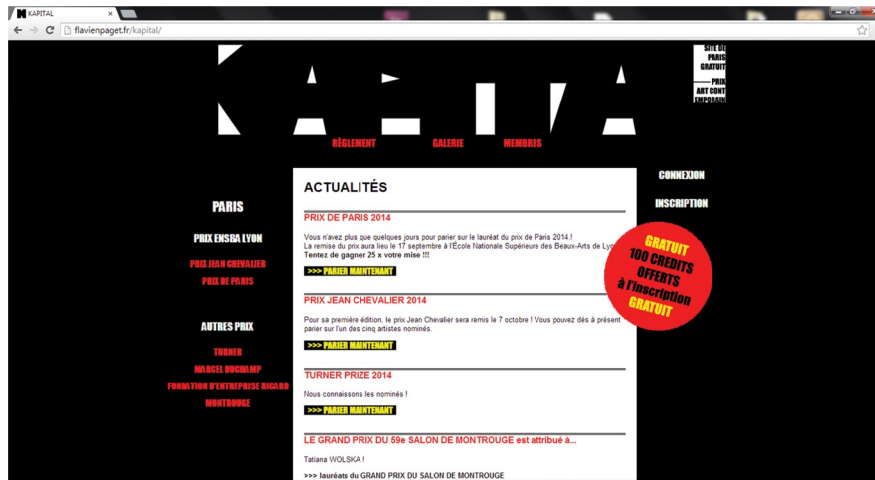 KAPITAL
flavienpaget.fr/kapital/
KAPITAL
SITE DE
PARIS
GRATUIT
PRIX
ART CONT
EMPORAIN
RÈGLEMENT GALERIE MEMBRIS
CONNEXION
INSCRIPTION
PARIS
PRIX ENSBA LYON
PRIX JEAN CHEVALIER
PRIX DE PARIS
AUTRES PRIX
TURNER
MARCEL DUCHAMP
FONDATION D'ENTREPRISE RICARD
MONTROUGE
ACTUALITÉS
PRIX DE PARIS 2014
Vous n'avez plus que quelques jours pour parier sur le lauréat du prix de Paris 2014 !
La remise du prix aura lieu le 17 septembre à l'École Nationale Supérieure des Beaux-Arts de Lyo
Tentez de gagner 25 x votre mise !!!
>>> PARIER MAINTENANT
PRIX JEAN CHEVALIER 2014
Pour sa première édition, le prix Jean Chevalier sera remis le 7 octobre ! Vous pouvez dès à présent
parier sur l'un des cinq artistes nominés.
>>> PARIER MAINTENANT
TURNER PRIZE 2014
Nous connaissons les nominés !
>>> PARIER MAINTENANT
LE GRAND PRIX DU 59e SALON DE MONTROUGE est attribué à...
Tatiana WOLSKA !
>>> lauréats du GRAND PRIX DU SALON DE MONTROUGE
GRATUIT
100 CREDITS
OFFERTS
à l'inscription
GRATUIT